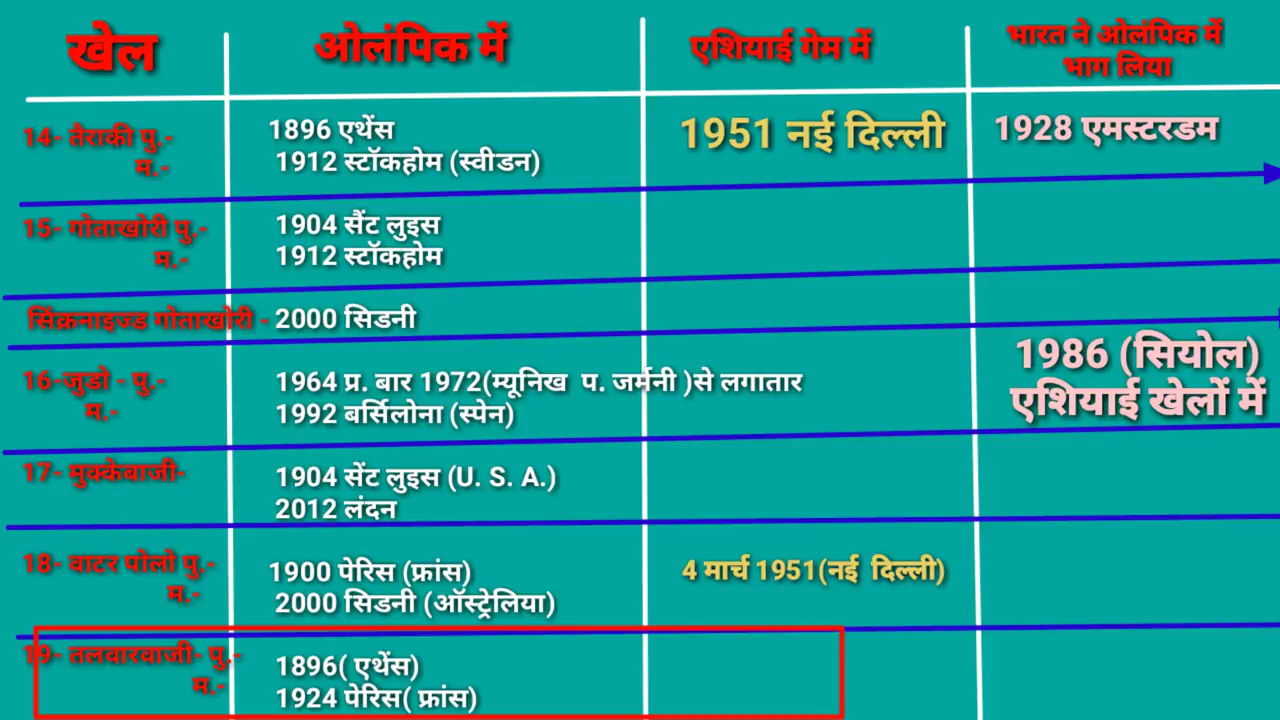 खेल
ओलंपिक में
एशियाई गेम में
भारत ने ओलंपिक में
भाग लिया
14- तैराकी पु.-
म.-
1896 एथेंस
1912 स्टॉकहोम (स्वीडन)
1951 नई दिल्ली
1928 एमस्टरडम
15- गोताखोरी पु.-
म.-
1904 सैंट लुइस
1912 स्टॉकहोम
सिंक्रनाइज्ड गोताखोरी -
2000 सिडनी
16-जुडो - पु.-
म.-
1964 प्र. बार 1972(म्यूनिख प. जर्मनी )से लगातार
1992 बर्सिलोना (स्पेन)
1986 (सियोल)
एशियाई खेलों में
17- मुक्केबाजी-
1904 सेंट लुइस (U. S. A.)
2012 लंदन
18- वाटर पोलो पु.-
म.-
1900 पेरिस (फ्रांस)
2000 सिडनी (ऑस्ट्रेलिया)
4 मार्च 1951(नई दिल्ली)
19- तलवारवाजी- पु.-
म.-
1896( एथेंस)
1924 पेरिस( फ्रांस)